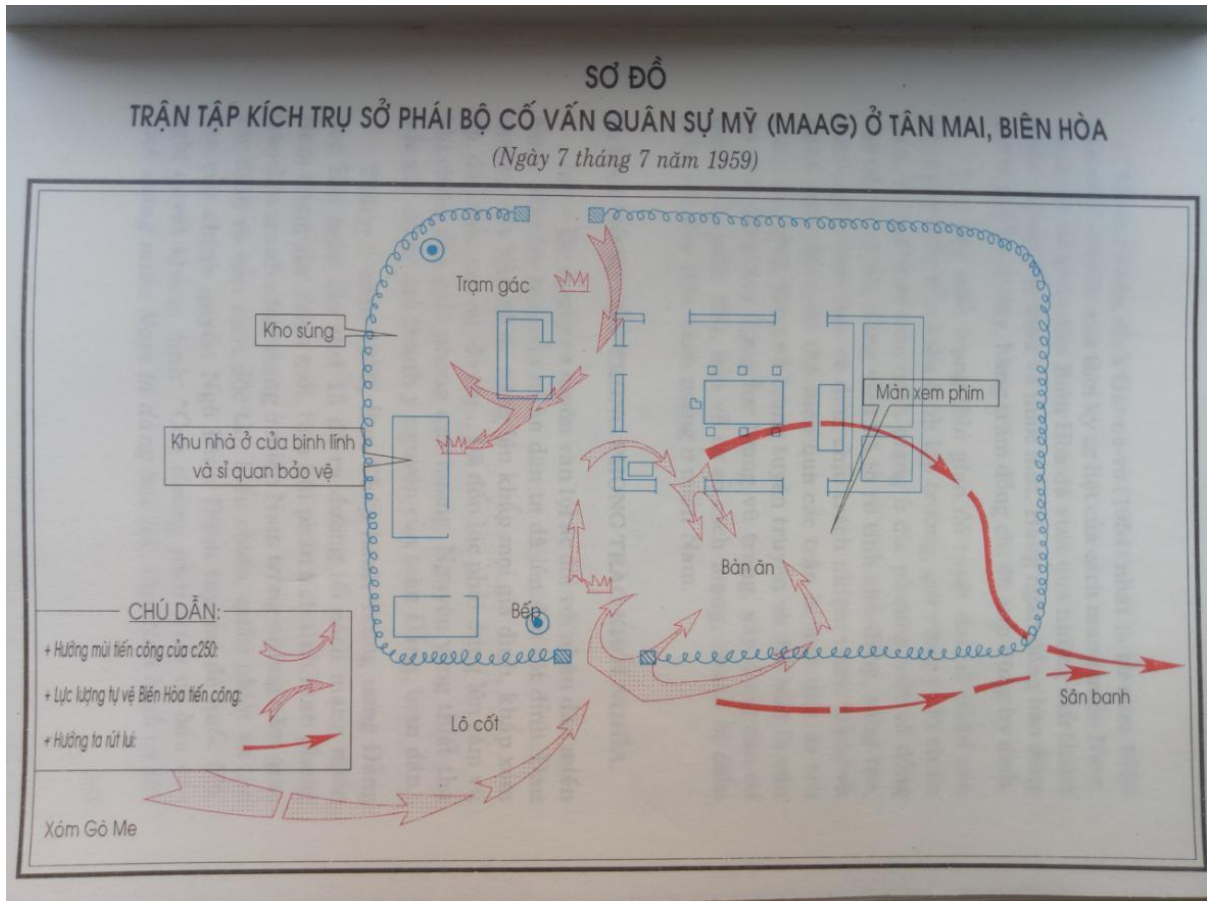 SƠ ĐỒ
TRẬN TẬP KÍCH TRỤ SỞ PHÁI BỘ CỐ VẤN QUÂN SỰ MỸ (MAAG) Ở TÂN MAI, BIÊN HÒA
(Ngày 7 tháng 7 năm 1959)
Trạm gác
Kho súng
Màn xem phim
Khu nhà ở của binh lính
và sĩ quan bảo vệ
Bàn ăn
Bếp
CHÚ DẪN:
+ Hướng mũi tiến công của c250:
+ Lực lượng tự vệ Biên Hòa tiến công:
+ Hướng ta rút lui:
Sân banh
Lô cốt
Xóm Gò Me